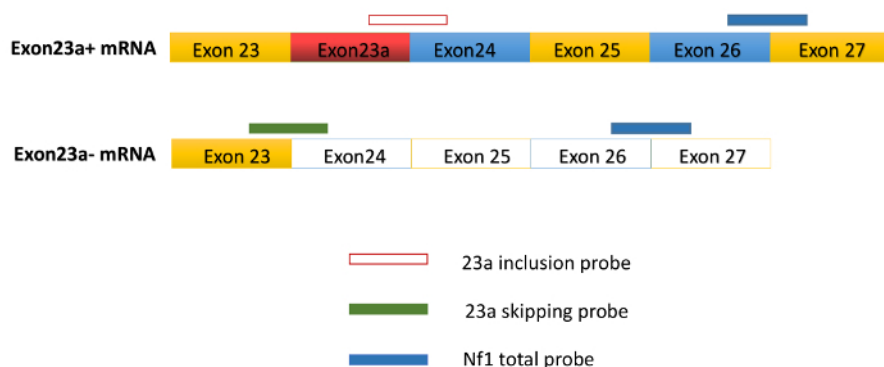 Exon23a+ mRNA Exon 23 Exon23a Exon24 Exon 25 Exon 26 Exon 27
Exon23a- mRNA Exon 23 Exon24 Exon 25 Exon 26 Exon 27
23a inclusion probe
23a skipping probe
Nf1 total probe